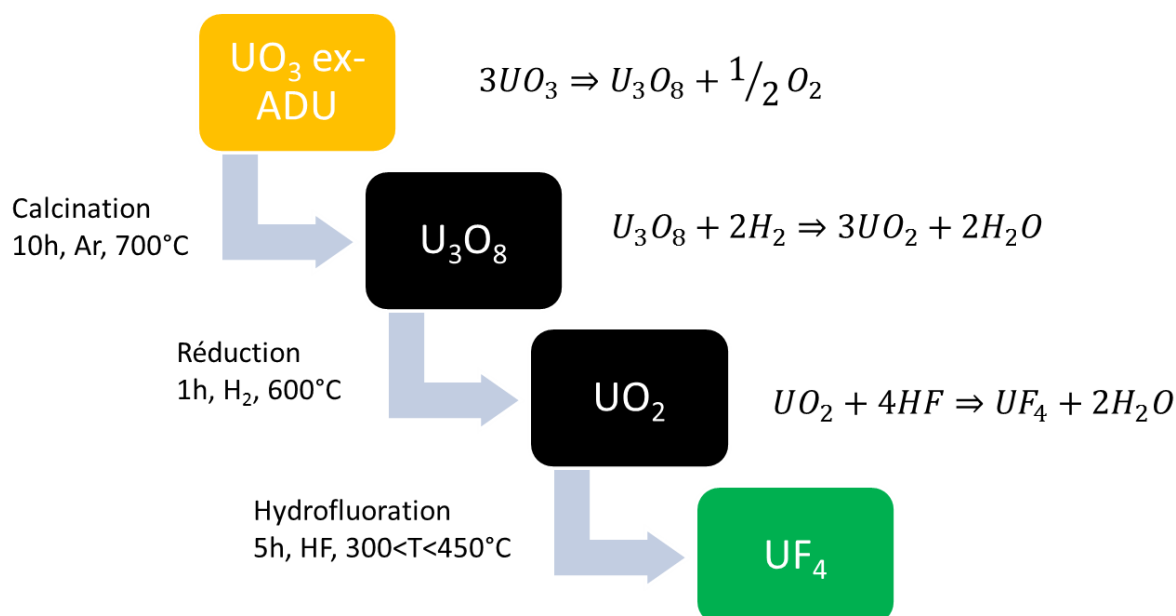 UO₃ ex-
ADU
3UO₃ ⇒ U₃O₈ + 1/2 O₂
Calcination
10h, Ar, 700°C
U₃O₈
U₃O₈ + 2H₂ ⇒ 3UO₂ + 2H₂O
Réduction
1h, H₂, 600°C
UO₂
UO₂ + 4HF ⇒ UF₄ + 2H₂O
Hydrofluoration
5h, HF, 300<T<450°C
UF₄